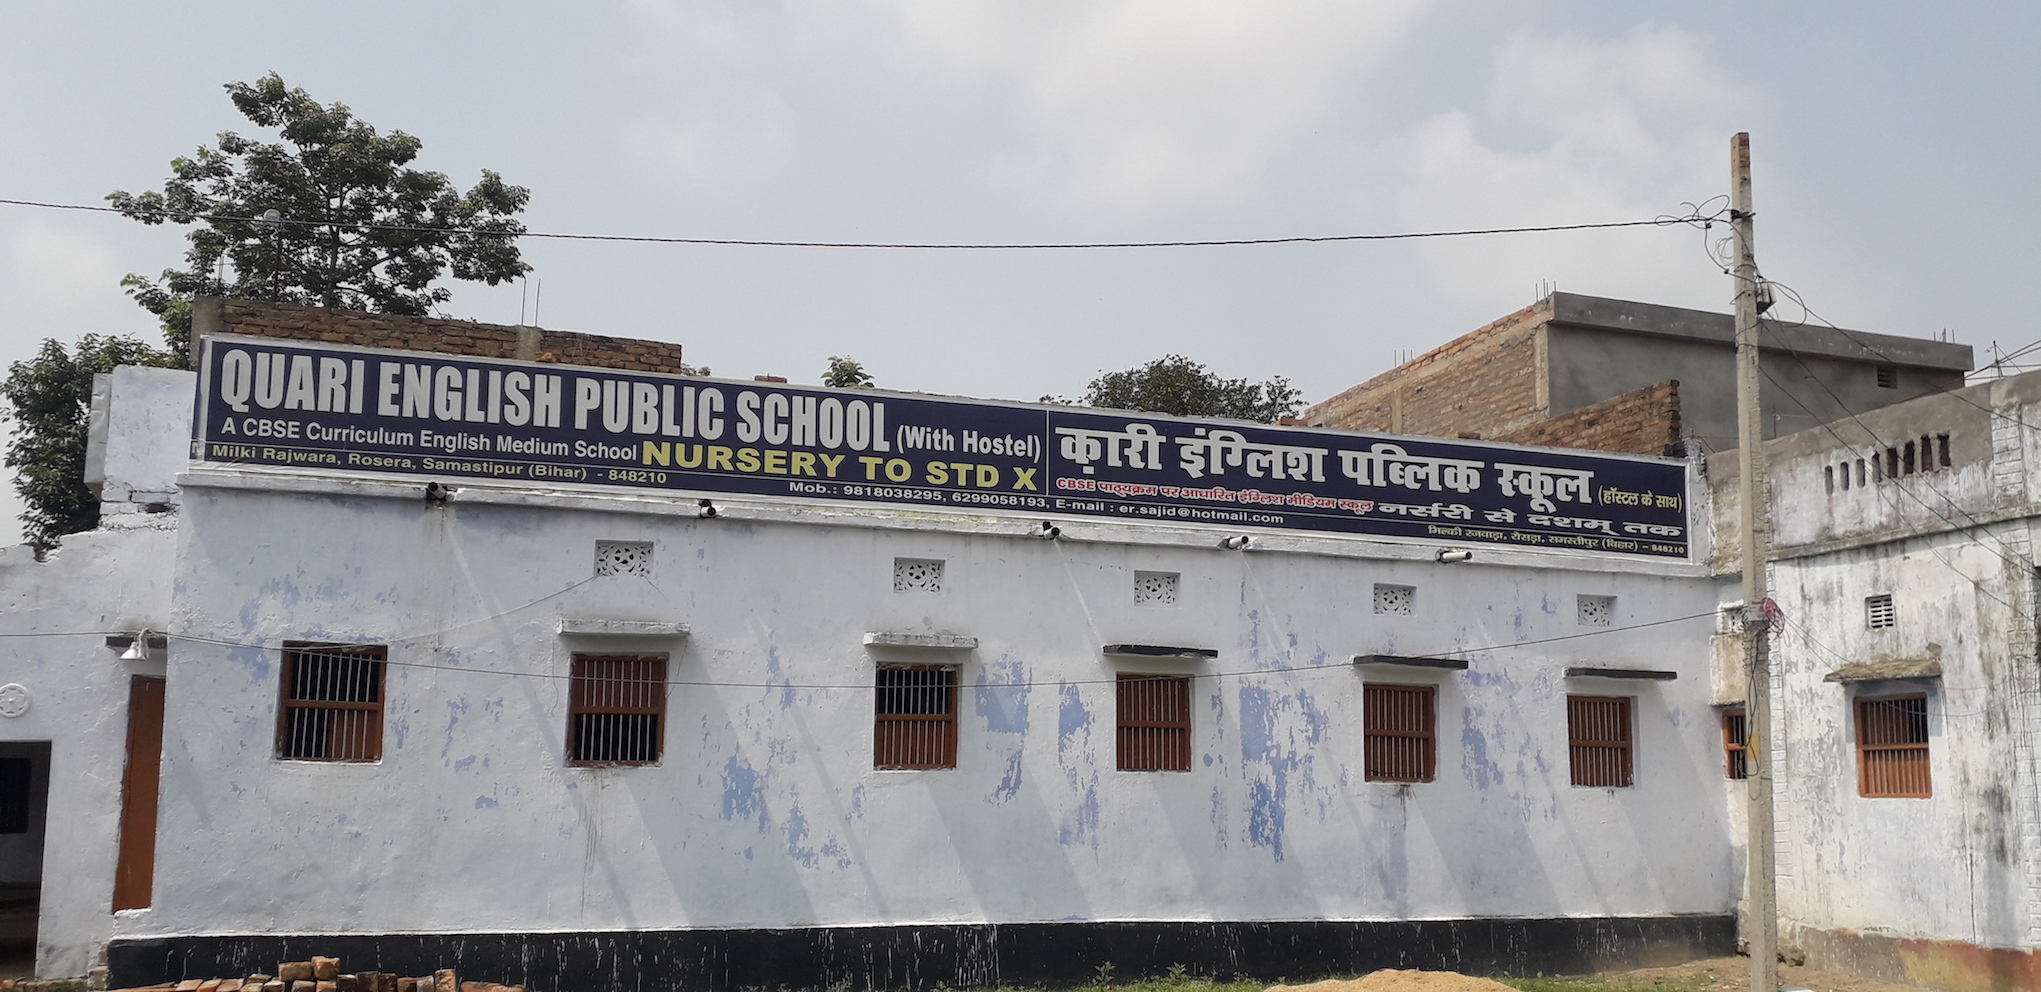 QUARI ENGLISH PUBLIC SCHOOL (With Hostel)
A CBSE Curriculum English Medium School NURSERY TO STD X
Milki Rajwara, Rosera, Samastipur (Bihar) - 848210
Mob.: 9818038295, 6299058193, E-mail : er.sajid@hotmail.com
क़ारी इंग्लिश पब्लिक स्कूल (हॉस्टल के साथ)
CBSE पाठ्यक्रम पर आधारित इंग्लिश मीडियम स्कूल नर्सरी से दशम् तक
मिल्की रजवाड़ा, रोसड़ा, समस्तीपुर (बिहार) - 848210